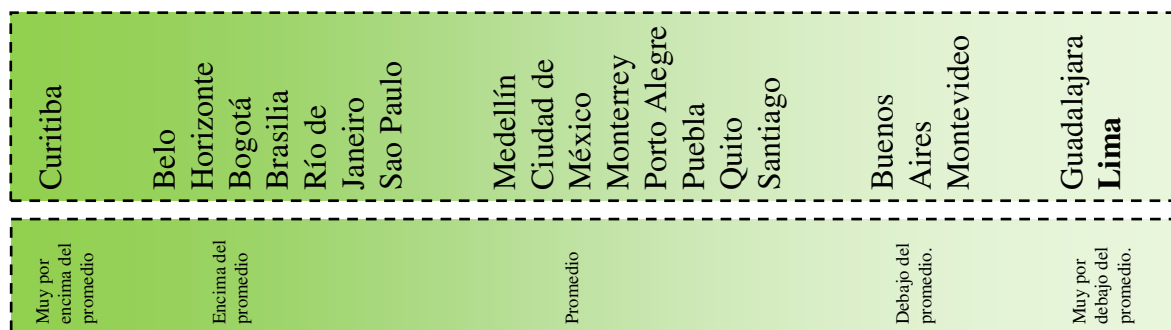 Curitiba
Belo
Horizonte
Bogotá
Brasilia
Río de
Janeiro
Sao Paulo
Medellín
Ciudad de
México
Monterrey
Porto Alegre
Puebla
Quito
Santiago
Buenos
Aires
Montevideo
Guadalajara
Lima
Muy por
encima del
promedio
Encima del
promedio
Promedio
Debajo del
promedio.
Muy por
debajo del
promedio.